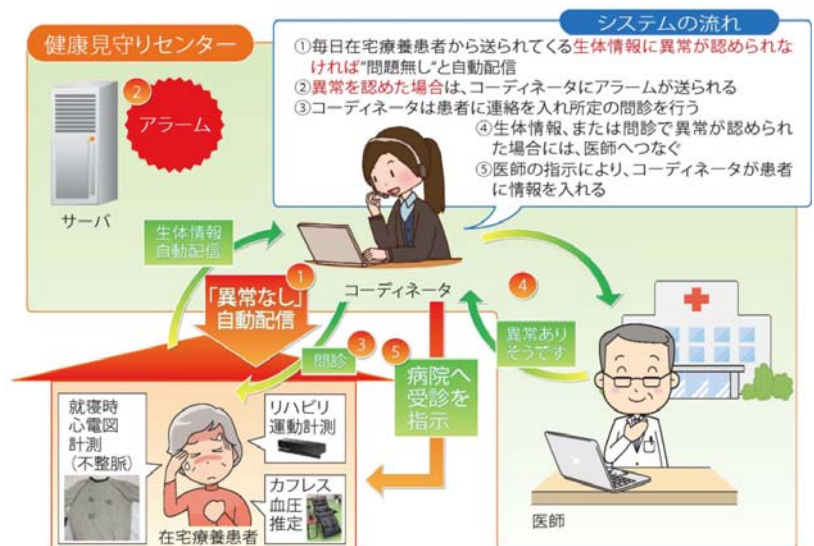 システムの流れ
①毎日在宅療養患者から送られてくる生体情報に異常が認められな
ければ"問題無し"と自動配信
②異常を認めた場合は、コーディネータにアラームが送られる
③コーディネータは患者に連絡を入れ所定の問診を行う
④生体情報、または問診で異常が認められ
た場合には、医師へつなぐ
⑤医師の指示により、コーディネータが患者
に情報を入れる
健康見守りセンター
②
アラーム
サーバ
生体情報
自動配信
コーディネータ
①
「異常なし」
自動配信
④
異常あり
そうです
問診
③
⑤
病院へ
受診を
指示
就寝時
心電図
計測
(不整脈)
リハビリ
運動計測
カフレス
血圧
推定
在宅療養患者
医師